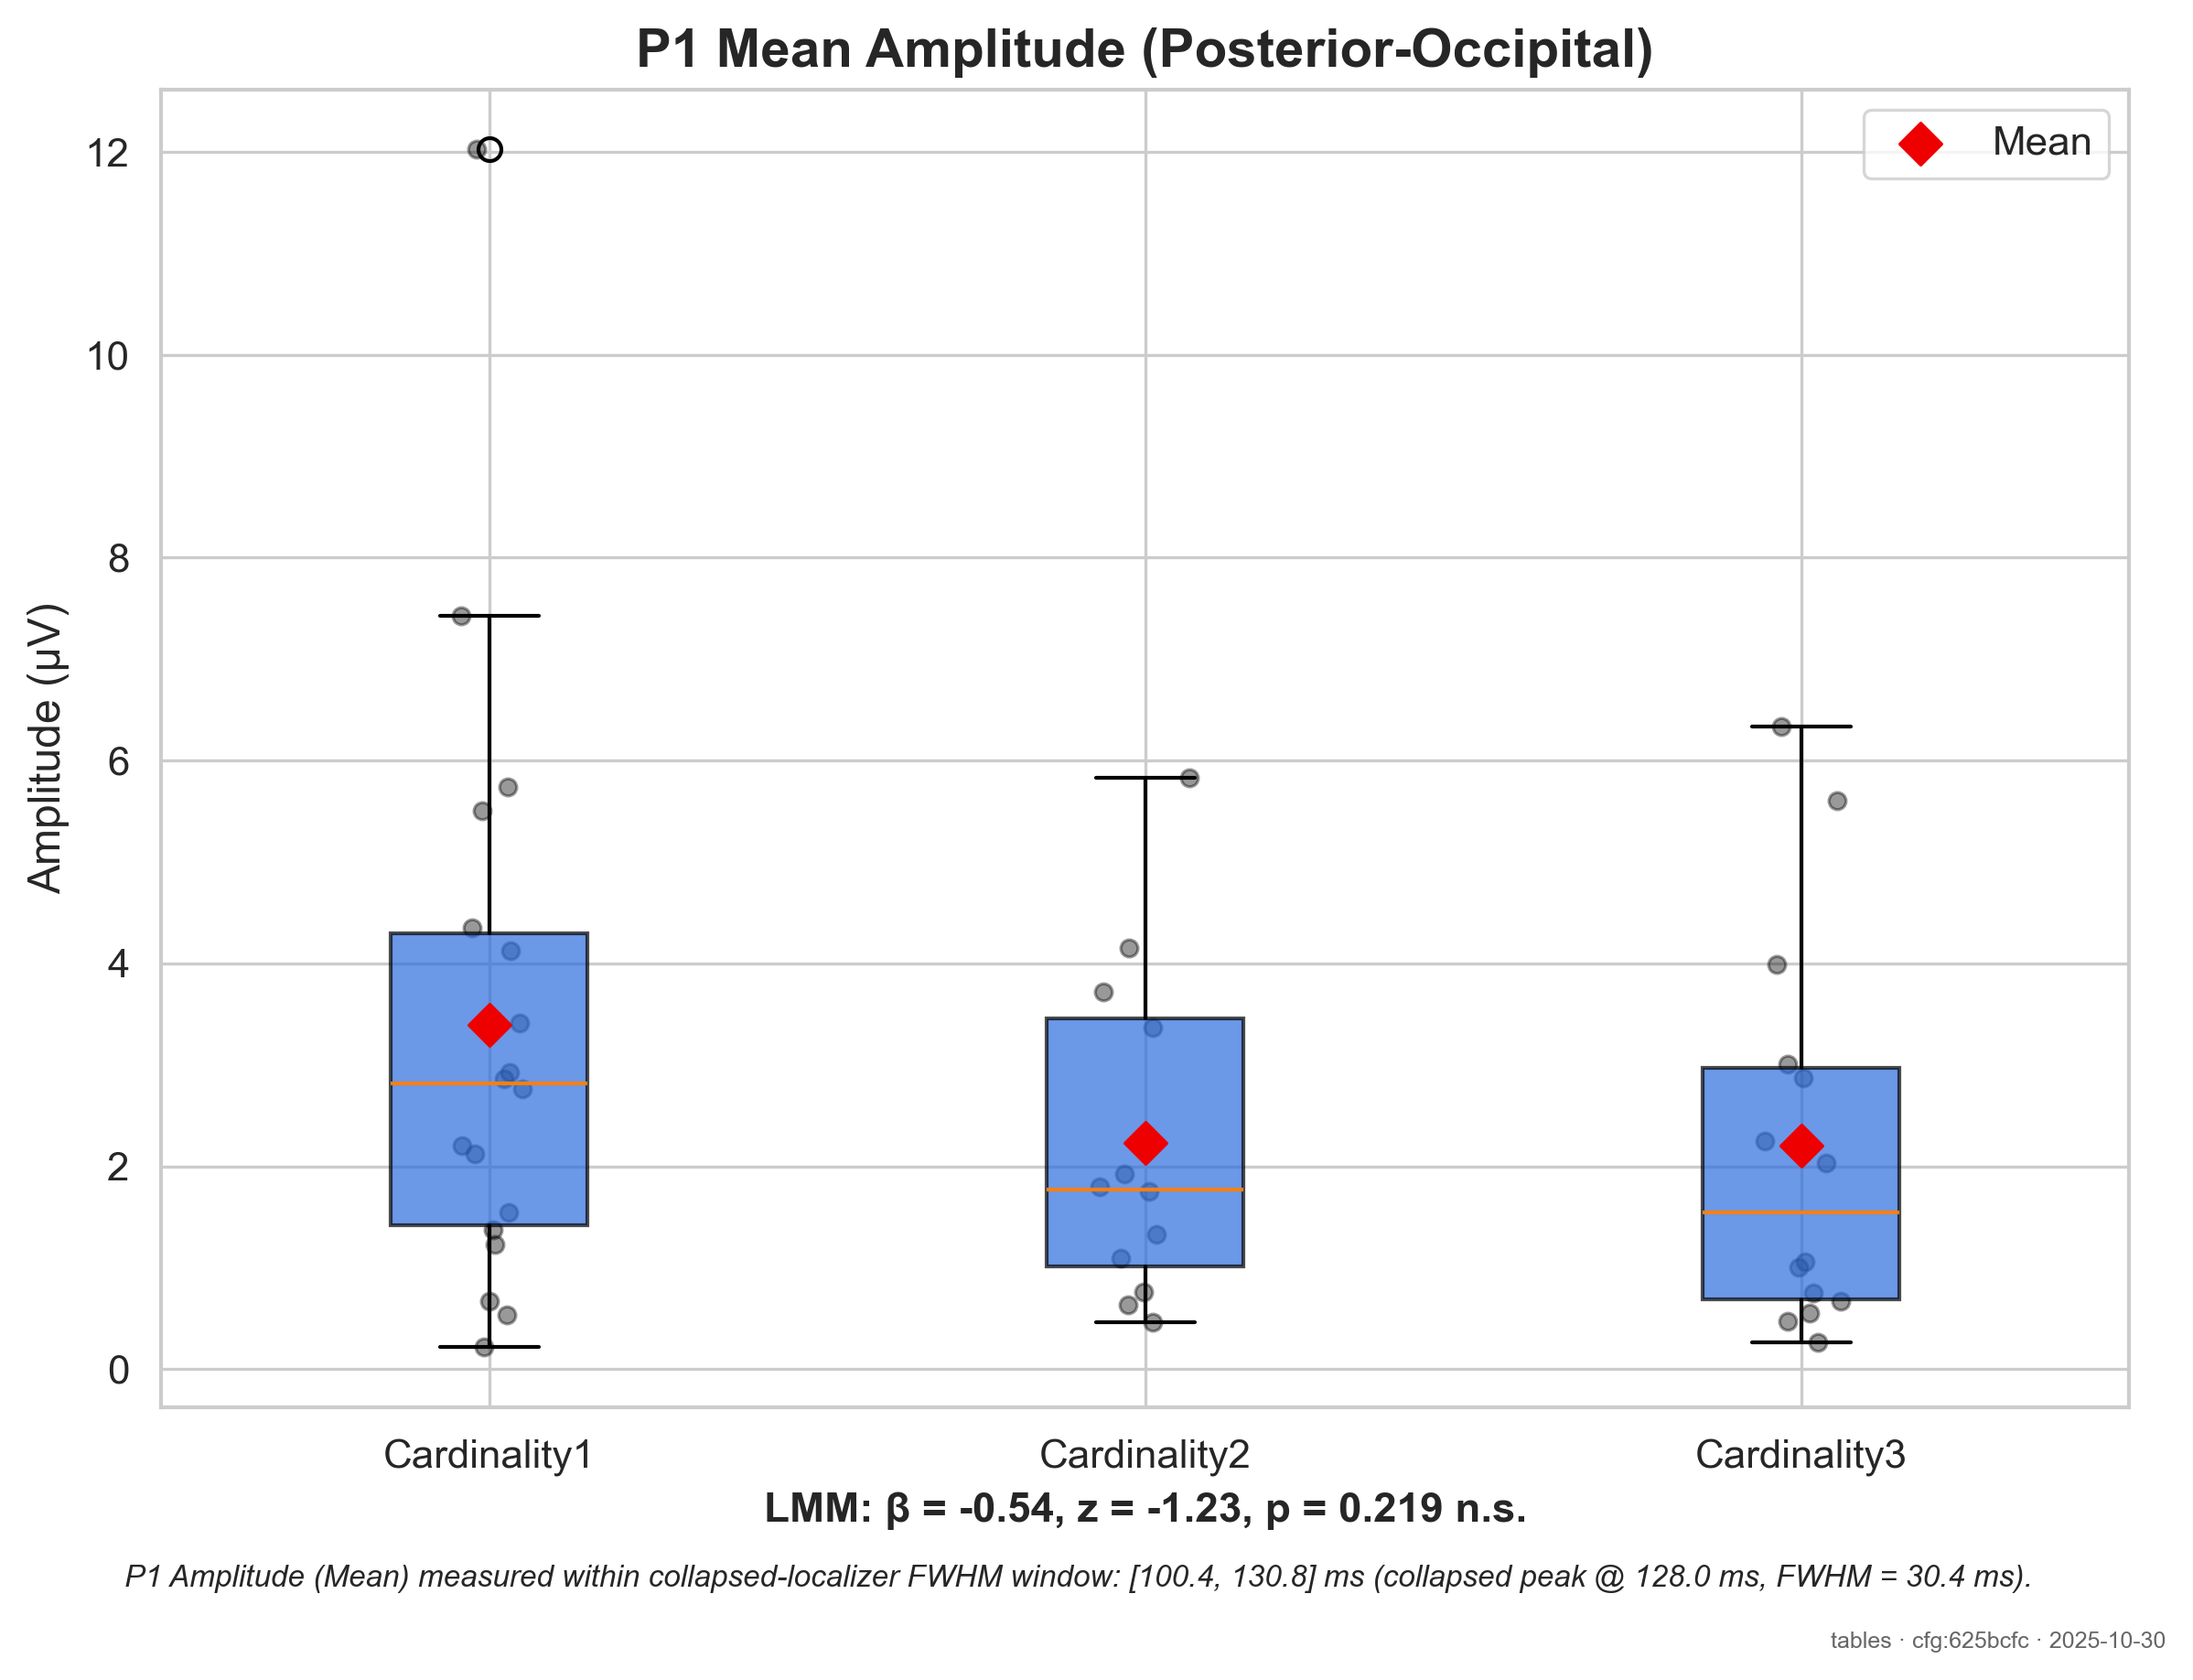 P1 Mean Amplitude (Posterior-Occipital)
Mean
12
10
8
6
4
2
0
Amplitude (µV)
Cardinality1
Cardinality2
Cardinality3
LMM: β = -0.54, z = -1.23, p = 0.219 n.s.
P1 Amplitude (Mean) measured within collapsed-localizer FWHM window: [100.4, 130.8] ms (collapsed peak @ 128.0 ms, FWHM = 30.4 ms).
tables · cfg:625bcfc · 2025-10-30